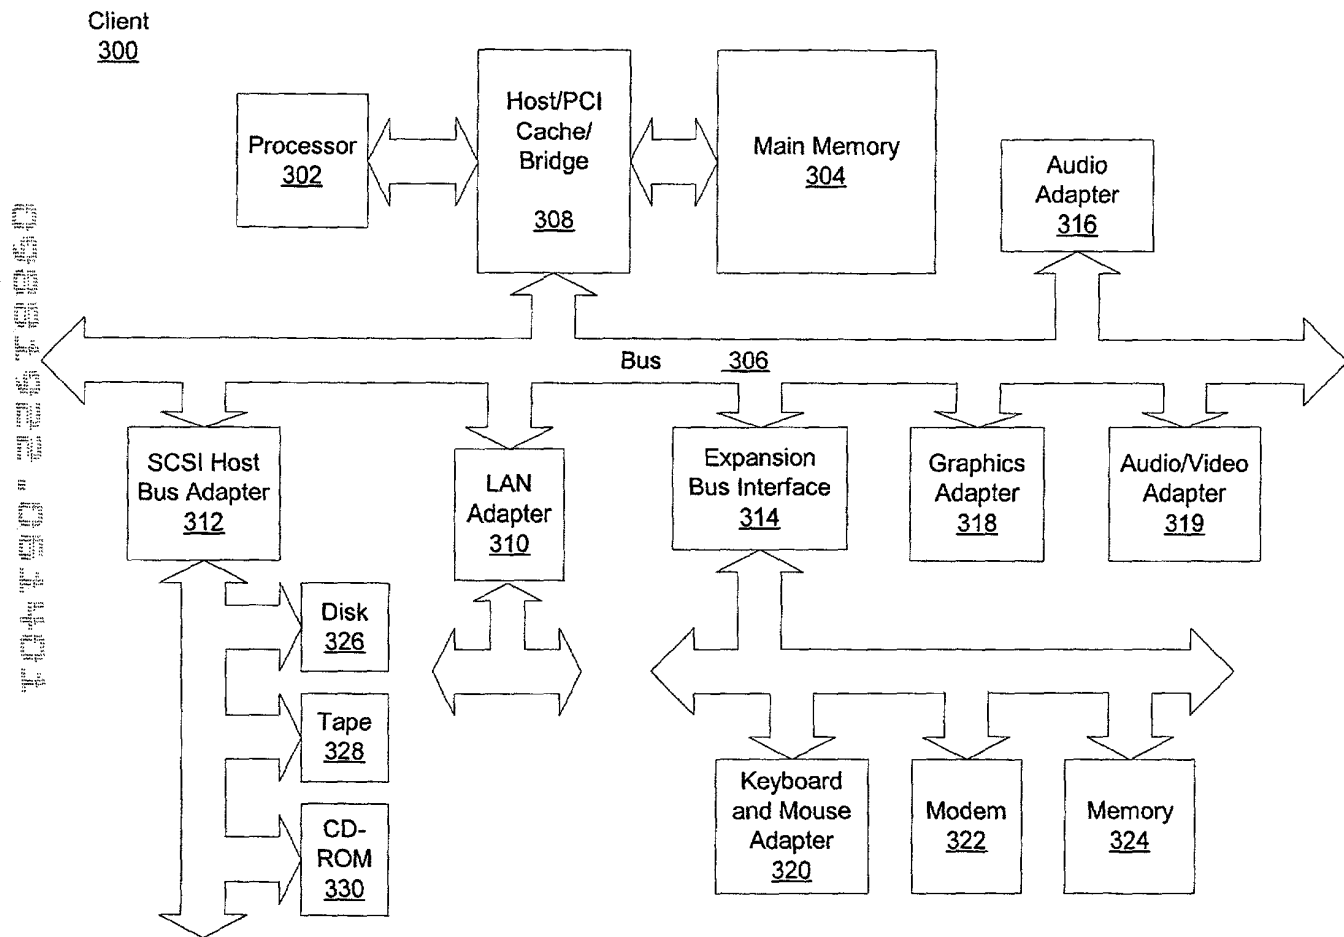 Client
300
Processor
302
Host/PCI
Cache/
Bridge
308
Main Memory
304
Audio
Adapter
316
Bus 306
SCSI Host
Bus Adapter
312
LAN
Adapter
310
Expansion
Bus Interface
314
Graphics
Adapter
318
Audio/Video
Adapter
319
Disk
326
Tape
328
CD-
ROM
330
Keyboard
and Mouse
Adapter
320
Modem
322
Memory
324